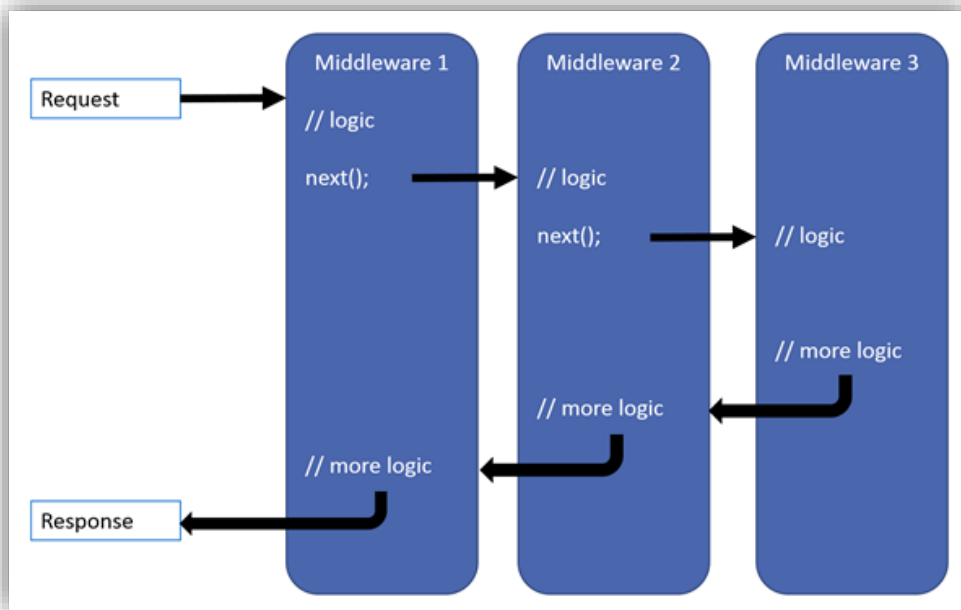 Middleware 1
Middleware 2
Middleware 3
Request
// logic
next();
// logic
next();
// logic
// more logic
// more logic
// more logic
Response